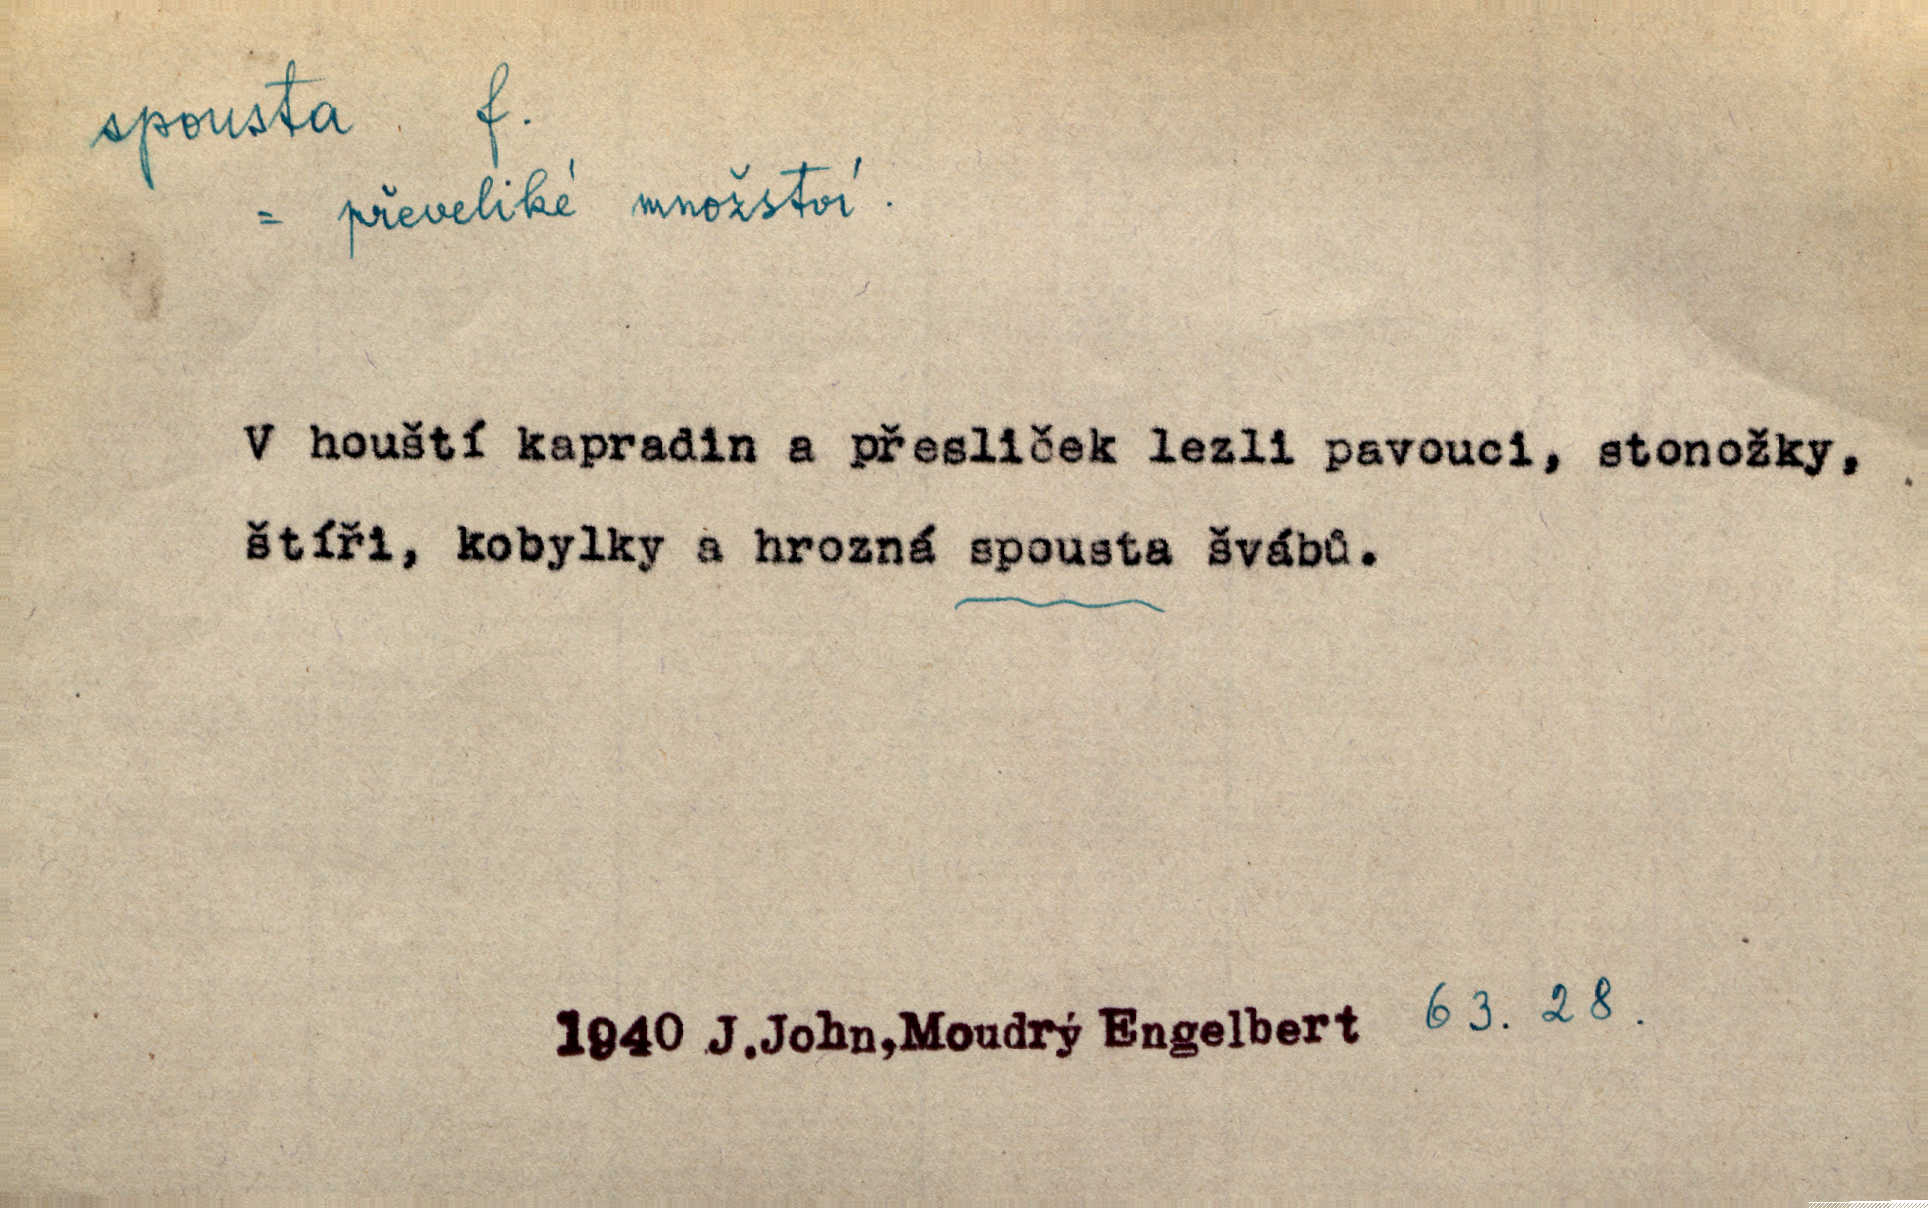 spousta f.
= převeliké množství.
V houští kapradin a přesliček lezli pavouci, stonožky,
štíři, kobylky a hrozná spousta švábů.
1940 J.John,Moudrý Engelbert 63. 28.